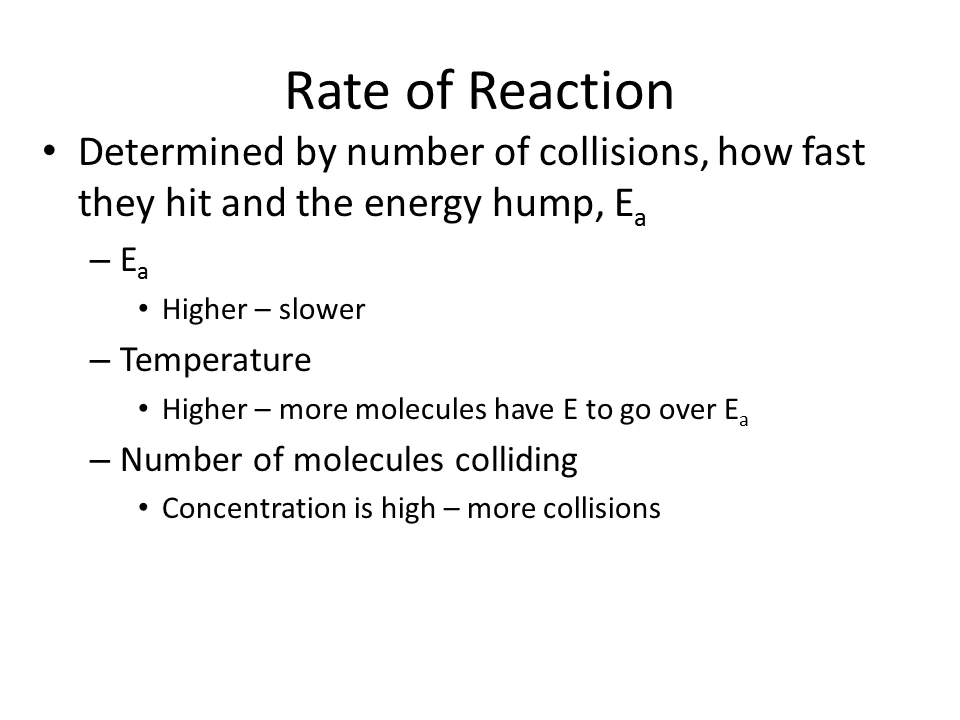 Rate of Reaction
• Determined by number of collisions, how fast
they hit and the energy hump, Eₐ
– Eₐ
• Higher – slower
– Temperature
• Higher – more molecules have E to go over Eₐ
– Number of molecules colliding
• Concentration is high – more collisions